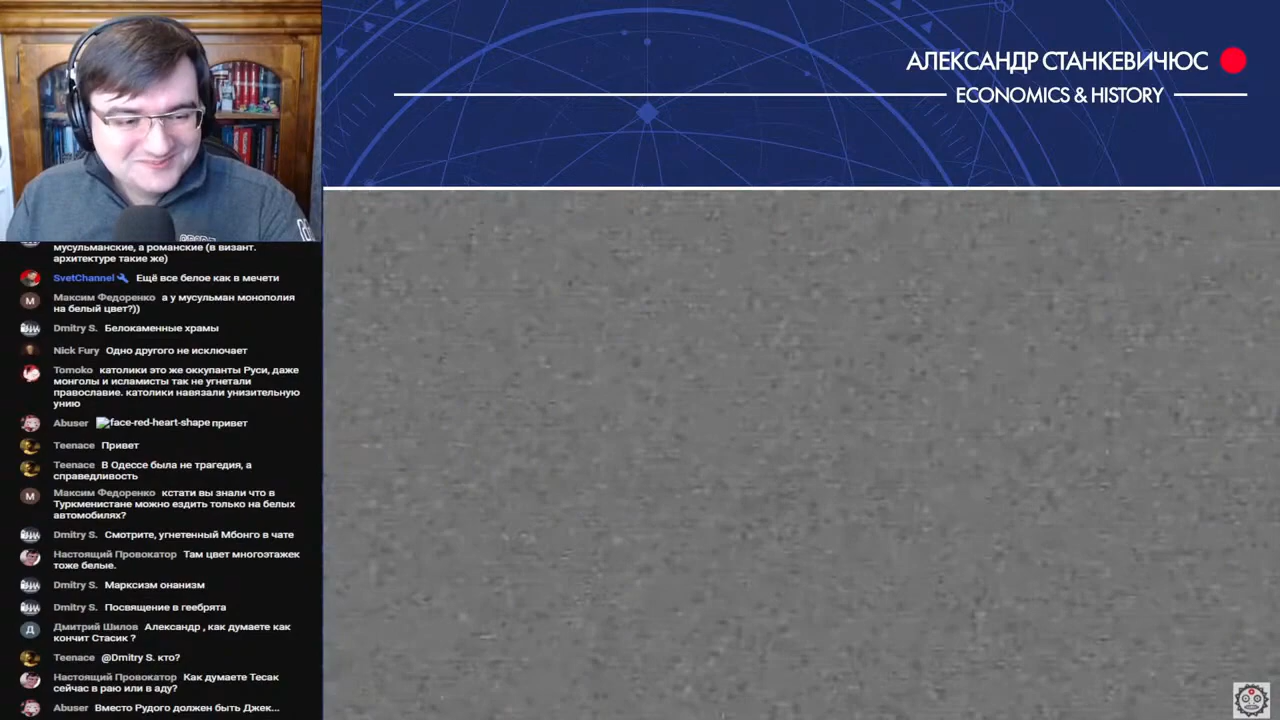 АЛЕКСАНДР СТАНКЕВИЧЮС
ECONOMICS & HISTORY
мусульманские, а романские (в визант.
архитектуре такие же)
SvetChannel Ещё все белое как в мечети
Максим Федоренко а у мусульман монополия
на белый цвет?))
Dmitry S. Белокаменные храмы
Nick Fury Одно другого не исключает
Tomoko католики это же оккупанты Руси, даже
монголы и исламисты так не угнетали
православие. католики навязали унизительную
унию
Abuser face-red-heart-shape привет
Teenace Привет
Teenace В Одессе была не трагедия, а
справедливость
М Максим Федоренко кстати вы знали что в
Туркменистане можно ездить только на белых
автомобилях?
Dmitry S. Смотрите, угнетенный Мбонго в чате
Настоящий Провокатор Там цвет многоэтажек
тоже белые.
Dmitry S. Марксизм онанизм
Dmitry S. Посвящение в геебрята
Д Дмитрий Шилов Александр , как думаете как
кончит Стасик ?
Teenace @Dmitry S. кто?
Настоящий Провокатор Как думаете Тесак
сейчас в раю или в аду?
Abuser Вместо Рудого должен быть Джек...